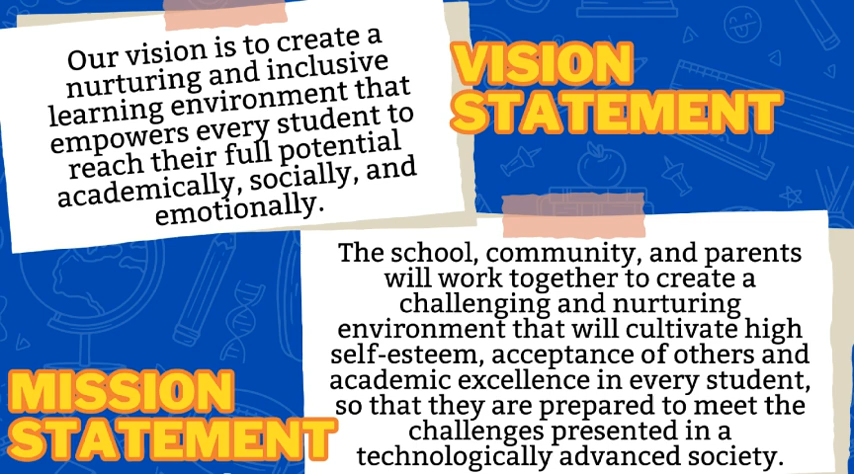 Our vision is to create a
nurturing and inclusive
learning environment that
empowers every student to
reach their full potential
academically, socially, and
emotionally.
VISION
STATEMENT
The school, community, and parents
will work together to create a
challenging and nurturing
environment that will cultivate high
self-esteem, acceptance of others and
academic excellence in every student,
so that they are prepared to meet the
challenges presented in a
technologically advanced society.
MISSION
STATEMENT